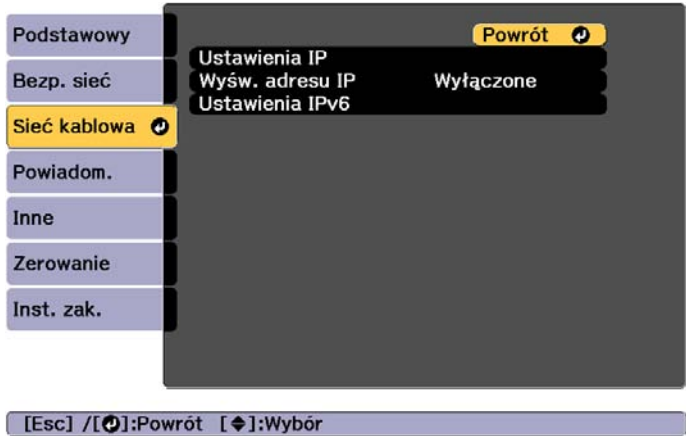 Podstawowy
Bezp. sieć
Sieć kablowa
Powiadom.
Inne
Zerowanie
Inst. zak.
Powrót
Ustawienia IP
Wyśw. adresu IP Wyłączone
Ustawienia IPv6
[Esc] /[⏎]:Powrót [◆]:Wybór